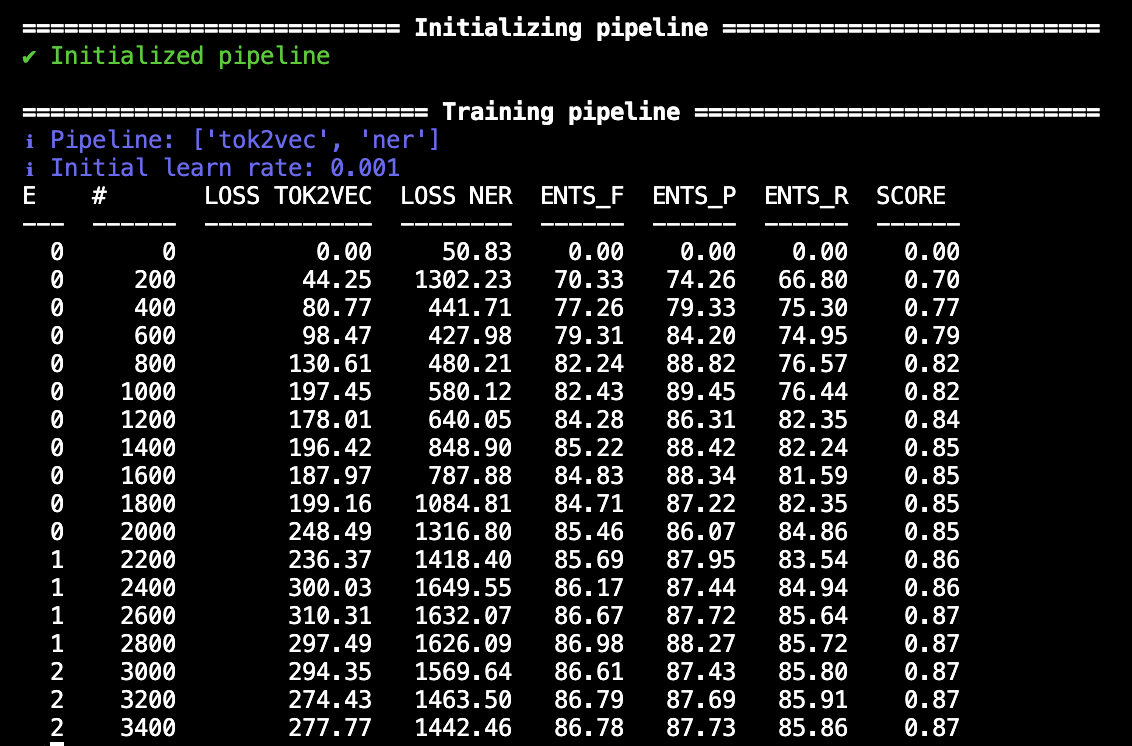 =========================== Initializing pipeline ===========================
✔ Initialized pipeline
============================= Training pipeline =============================
ℹ Pipeline: ['tok2vec', 'ner']
ℹ Initial learn rate: 0.001
E    #       LOSS TOK2VEC  LOSS NER  ENTS_F  ENTS_P  ENTS_R  SCORE
---  ------  ------------  --------  ------  ------  ------  ------
  0       0          0.00     50.83    0.00    0.00    0.00    0.00
  0     200         44.25   1302.23   70.33   74.26   66.80    0.70
  0     400         80.77    441.71   77.26   79.33   75.30    0.77
  0     600         98.47    427.98   79.31   84.20   74.95    0.79
  0     800        130.61    480.21   82.24   88.82   76.57    0.82
  0    1000        197.45    580.12   82.43   89.45   76.44    0.82
  0    1200        178.01    640.05   84.28   86.31   82.35    0.84
  0    1400        196.42    848.90   85.22   88.42   82.24    0.85
  0    1600        187.97    787.88   84.83   88.34   81.59    0.85
  0    1800        199.16   1084.81   84.71   87.22   82.35    0.85
  0    2000        248.49   1316.80   85.46   86.07   84.86    0.85
  1    2200        236.37   1418.40   85.69   87.95   83.54    0.86
  1    2400        300.03   1649.55   86.17   87.44   84.94    0.86
  1    2600        310.31   1632.07   86.67   87.72   85.64    0.87
  1    2800        297.49   1626.09   86.98   88.27   85.72    0.87
  2    3000        294.35   1569.64   86.61   87.43   85.80    0.87
  2    3200        274.43   1463.50   86.79   87.69   85.91    0.87
  2    3400        277.77   1442.46   86.78   87.73   85.86    0.87